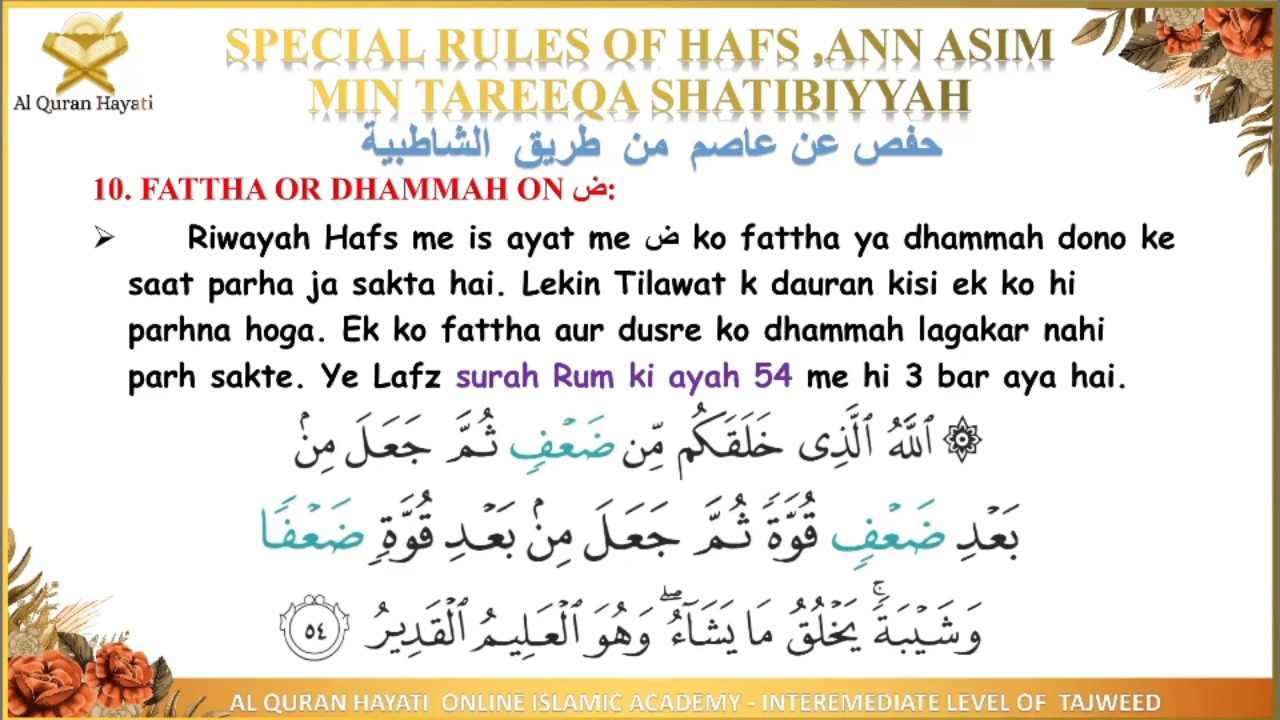 Al Quran Hayati
SPECIAL RULES OF HAFS ,ANN ASIM
MIN TAREEQA SHATIBIYYAH
حفص عن عاصم من طريق الشاطبية
10. FATTHA OR DHAMMAH ON ض:
➢ Riwayah Hafs me is ayat me ض ko fattha ya dhammah dono ke
saat parha ja sakta hai. Lekin Tilawat k dauran kisi ek ko hi
parhna hoga. Ek ko fattha aur dusre ko dhammah lagakar nahi
parh sakte. Ye Lafz surah Rum ki ayah 54 me hi 3 bar aya hai.
۞ ٱللَّهُ ٱلَّذِى خَلَقَكُم مِّن ضَعۡفٖ ثُمَّ جَعَلَ مِنۢ
بَعۡدِ ضَعۡفٖ قُوَّةٗ ثُمَّ جَعَلَ مِنۢ بَعۡدِ قُوَّةٖ ضَعۡفٗا
وَشَيۡبَةٗۚ يَخۡلُقُ مَا يَشَآءُۖ وَهُوَ ٱلۡعَلِيمُ ٱلۡقَدِيرُ ٥٤
AL QURAN HAYATI ONLINE ISLAMIC ACADEMY - INTEREMEDIATE LEVEL OF TAJWEED